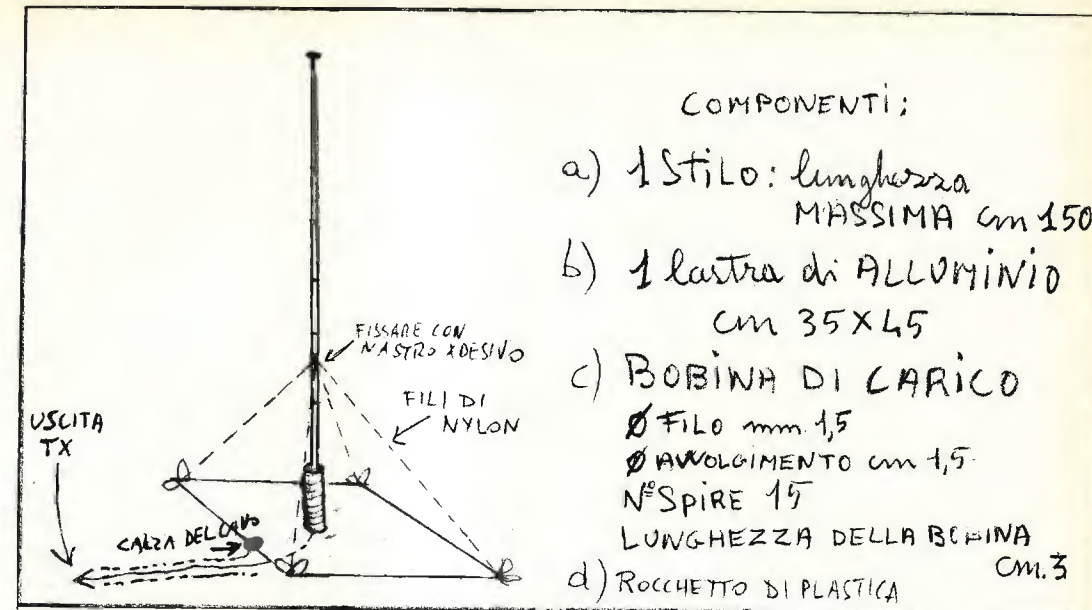 FISSARE CON
NASTRO ADESIVO
FILI DI
NYLON
USCITA
TX
CALZA DEL CAVO
COMPONENTI:
a) 1 STILO: lunghezza
MASSIMA cm 150
b) 1 lastra di ALLUMINIO
cm 35X45
c) BOBINA DI CARICO
Ø FILO mm. 1,5
Ø AVVOLGIMENTO cm 1,5.
N° SPIRE 15
LUNGHEZZA DELLA BOBINA
cm. 3
d) ROCCHETTO DI PLASTICA